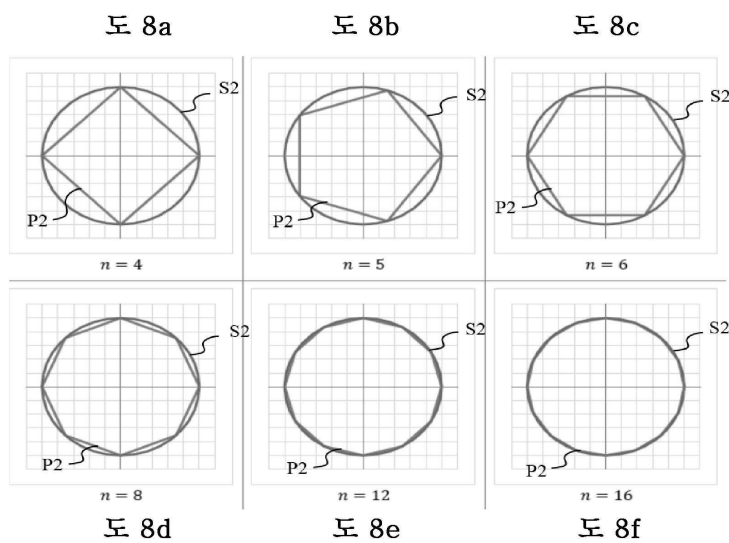 도 8a 도 8b 도 8c
S2 S2 S2
P2 P2 P2
n = 4 n = 5 n = 6
S2 S2 S2
P2 P2 P2
n = 8 n = 12 n = 16
도 8d 도 8e 도 8f